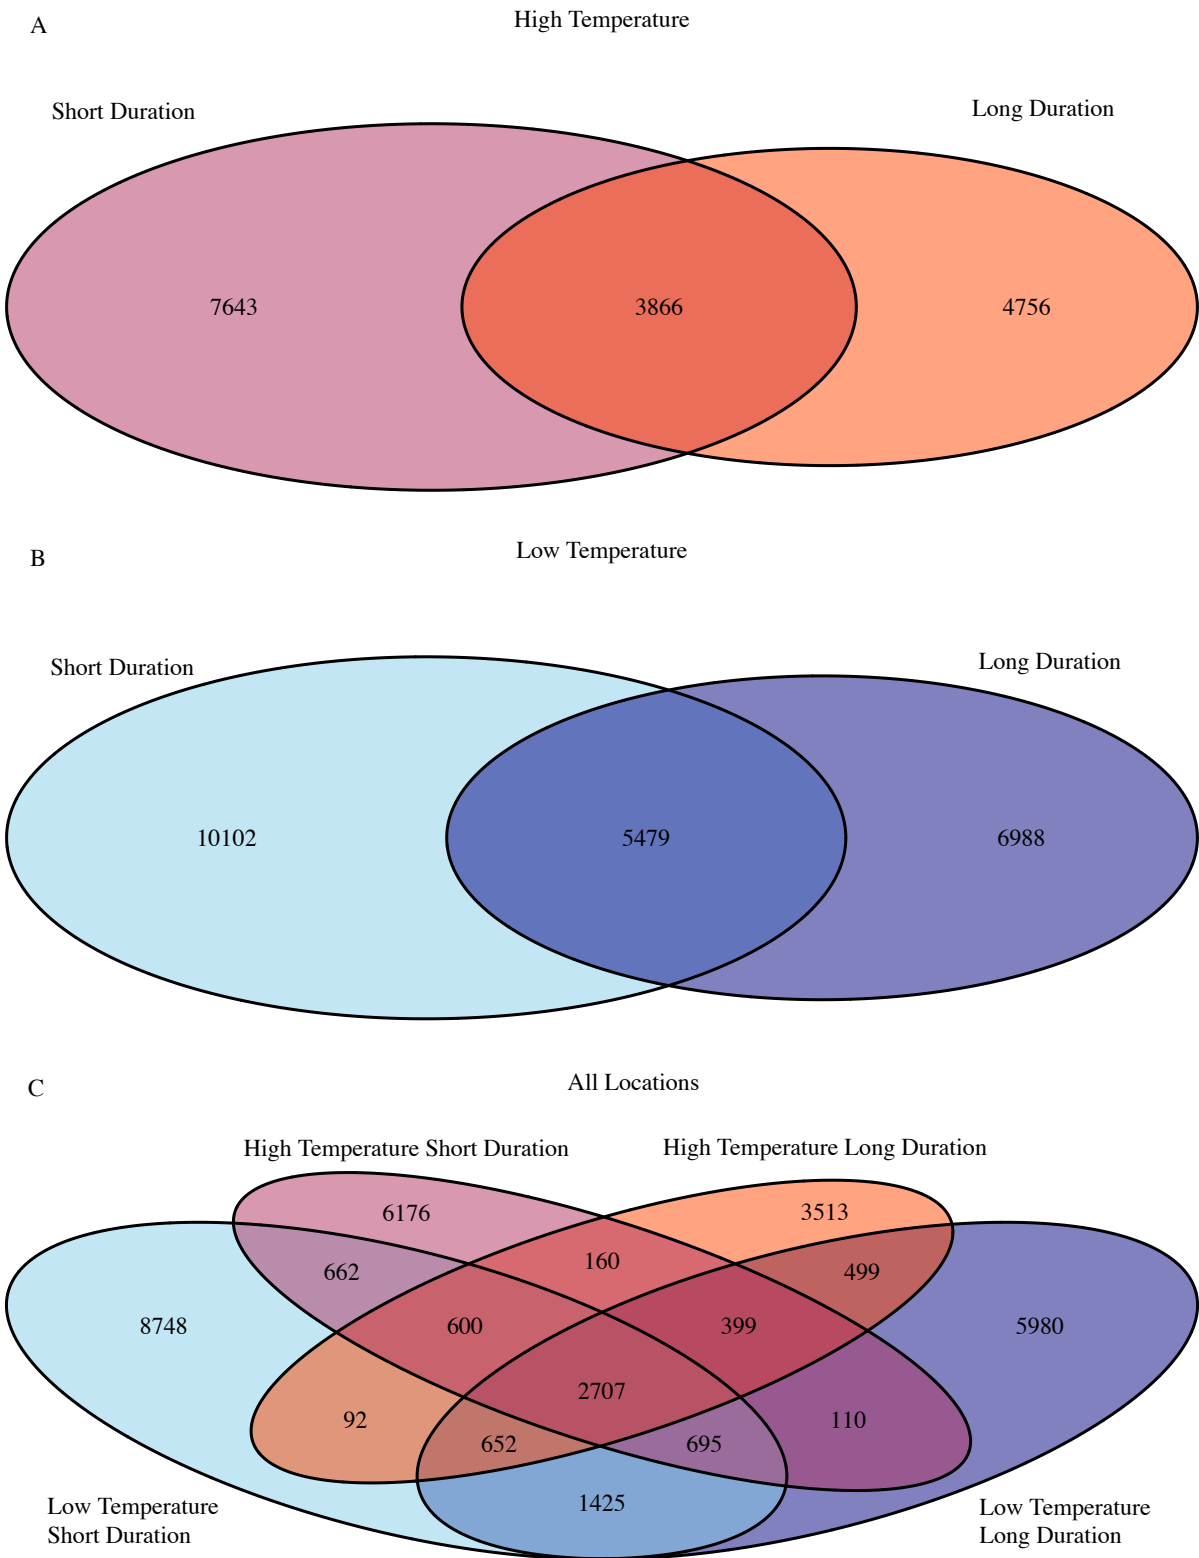 A
High Temperature
Short Duration
Long Duration
7643
3866
4756
B
Low Temperature
Short Duration
Long Duration
10102
5479
6988
C
All Locations
High Temperature Short Duration
High Temperature Long Duration
6176
3513
160
662
499
8748
600
399
5980
2707
92
110
652
695
1425
Low Temperature
Short Duration
Low Temperature
Long Duration